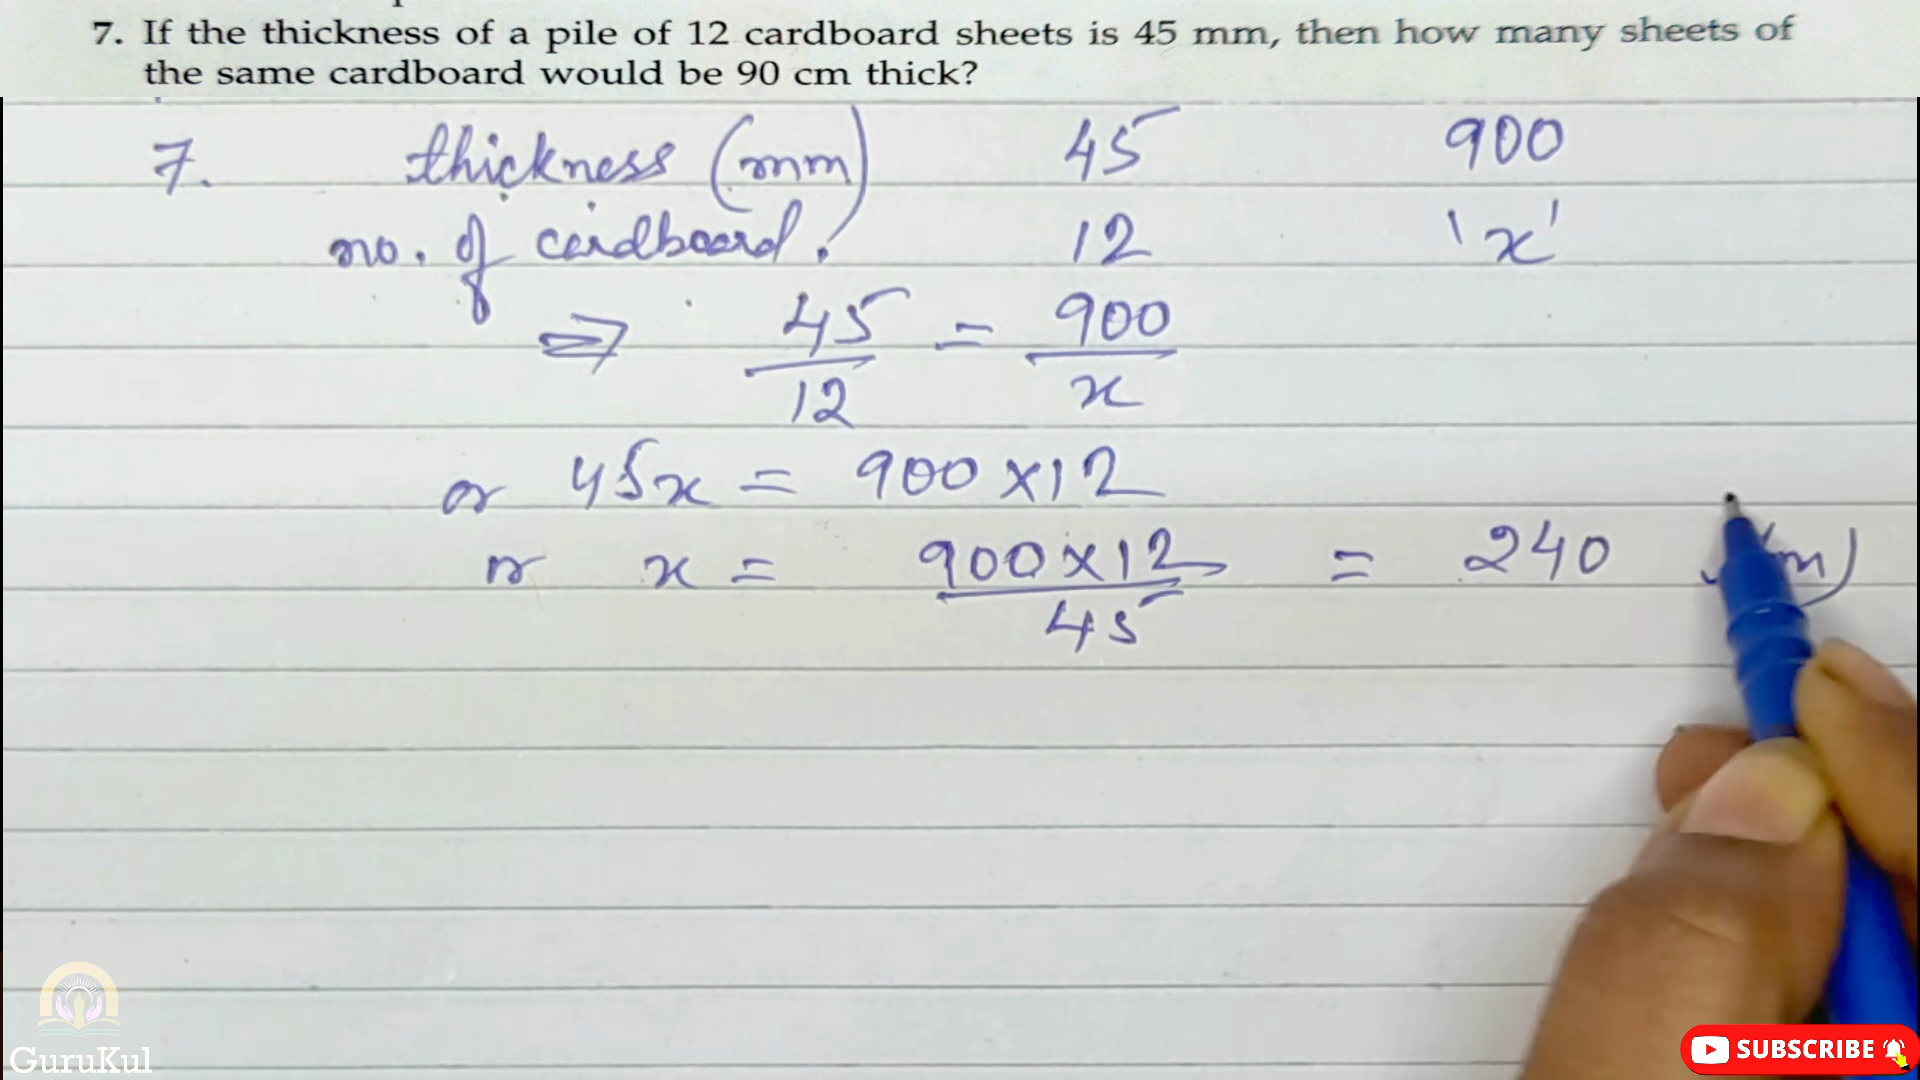 7. If the thickness of a pile of 12 cardboard sheets is 45 mm, then how many sheets of
the same cardboard would be 90 cm thick?
7. thickness (mm) 45 900
no. of cardboard. 12 'x'
⇒ 45/12 = 900/x
or 45x = 900 × 12
or x = 900×12/45 = 240
GuruKul
SUBSCRIBE